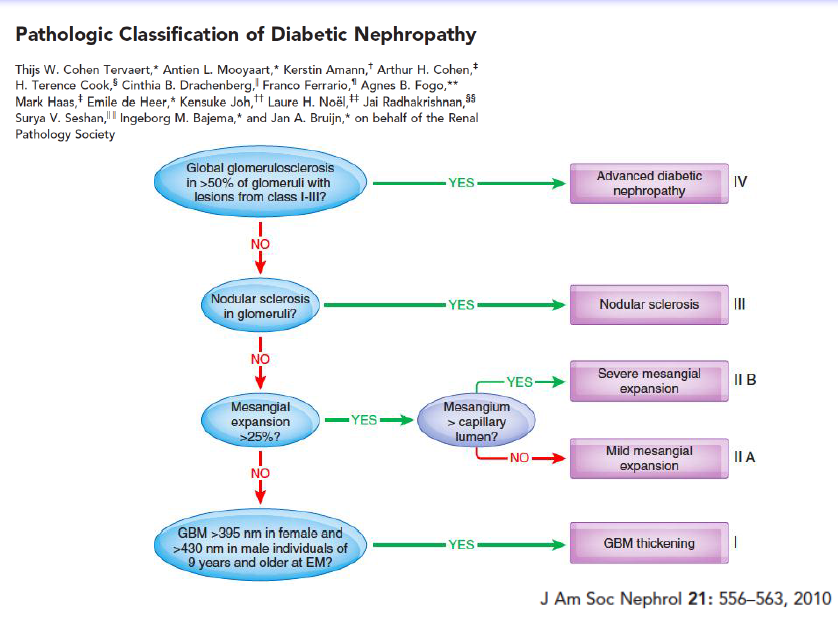 Pathologic Classification of Diabetic Nephropathy
Thijs W. Cohen Tervaert,* Antien L. Mooyaart,* Kerstin Amann,† Arthur H. Cohen,‡
H. Terence Cook,§ Cinthia B. Drachenberg,‖ Franco Ferrario,¶ Agnes B. Fogo,**
Mark Haas,‡ Emile de Heer,* Kensuke Joh,†† Laure H. Noël,‡‡ Jai Radhakrishnan,§§
Surya V. Seshan,‖‖ Ingeborg M. Bajema,* and Jan A. Bruijn,* on behalf of the Renal
Pathology Society
Global glomerulosclerosis
in >50% of glomeruli with
lesions from class I-III?
YES
Advanced diabetic
nephropathy
IV
NO
Nodular sclerosis
in glomeruli?
YES
Nodular sclerosis
III
NO
Mesangial
expansion
>25%?
YES
Mesangium
> capillary
lumen?
YES
Severe mesangial
expansion
II B
NO
Mild mesangial
expansion
II A
NO
GBM >395 nm in female and
>430 nm in male individuals of
9 years and older at EM?
YES
GBM thickening
I
J Am Soc Nephrol 21: 556–563, 2010